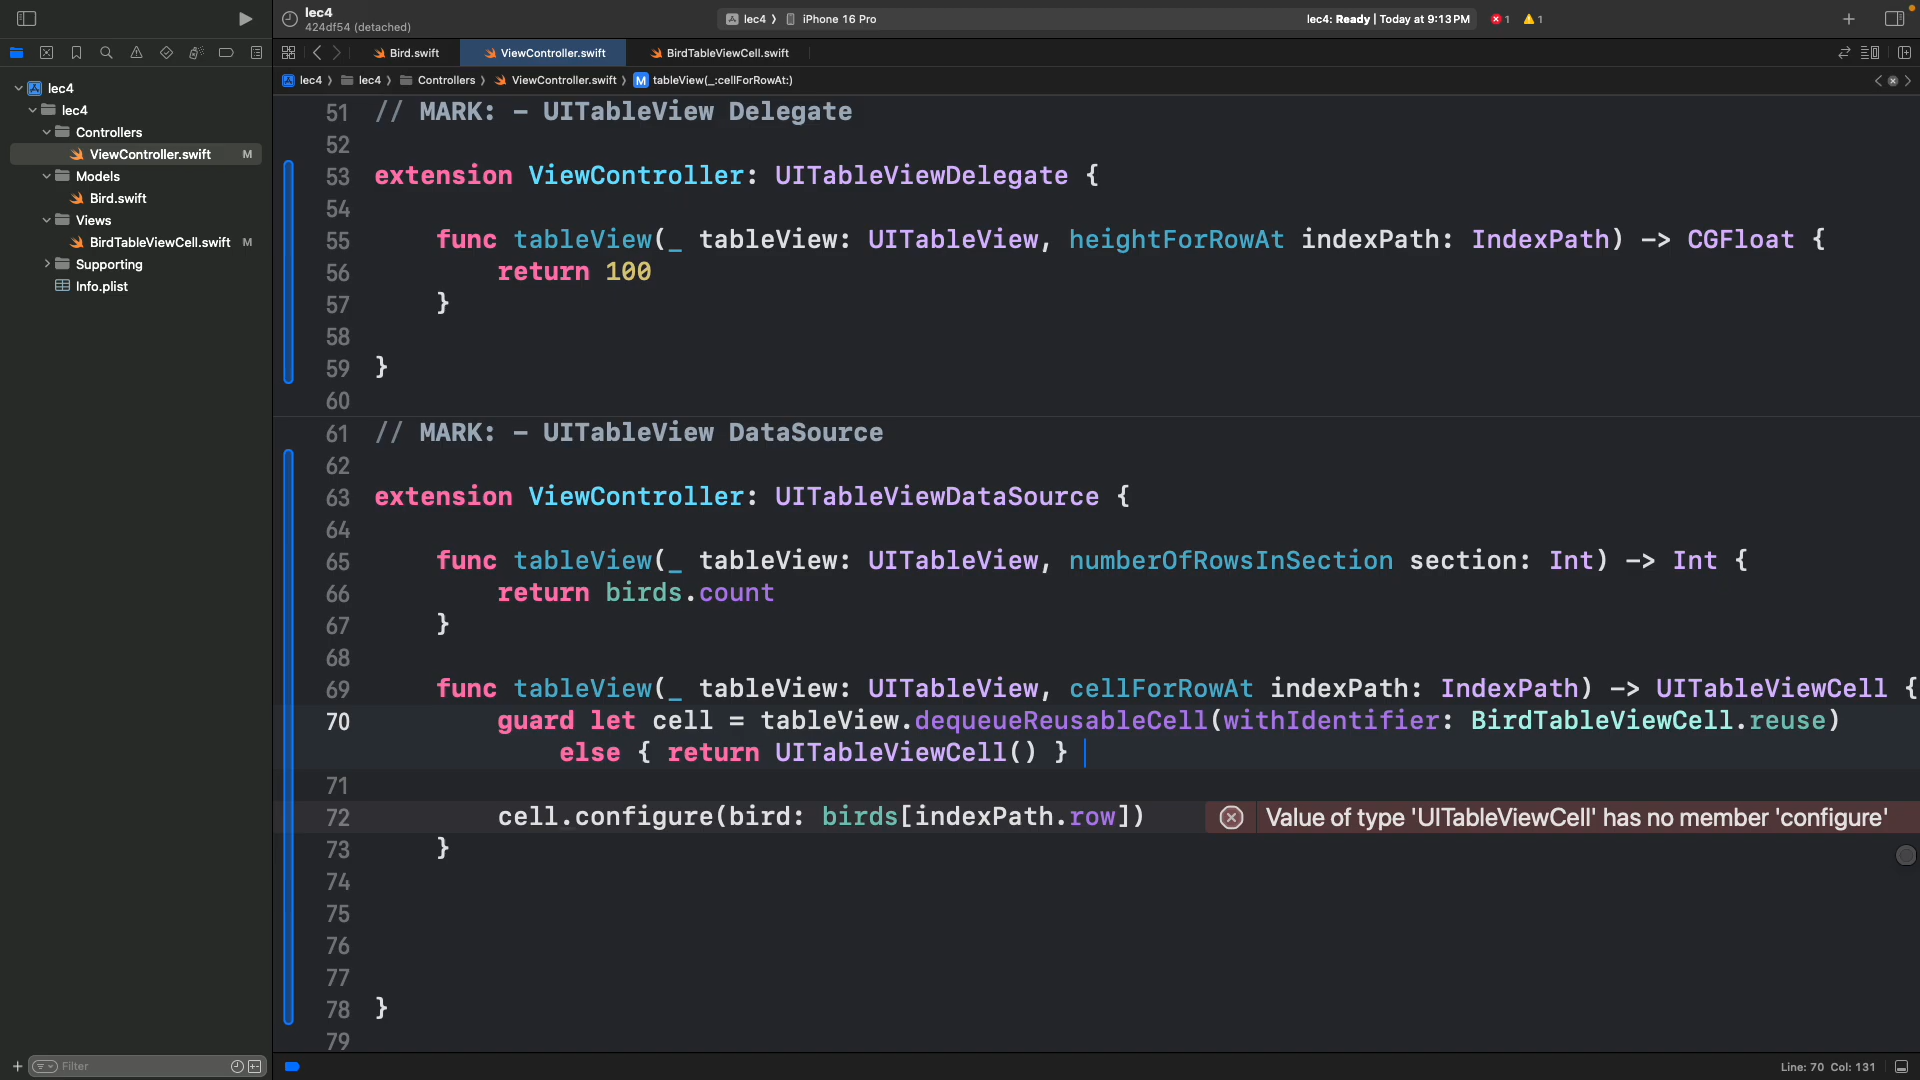 lec4
424df54 (detached)
lec4 ⟩ iPhone 16 Pro
lec4: Ready | Today at 9:13 PM
1
1
Bird.swift
ViewController.swift
BirdTableViewCell.swift
lec4 ⟩ lec4 ⟩ Controllers ⟩ ViewController.swift ⟩ M tableView(_:cellForRowAt:)
lec4
lec4
Controllers
ViewController.swift M
Models
Bird.swift
Views
BirdTableViewCell.swift M
Supporting
Info.plist
51 // MARK: - UITableView Delegate
52
53 extension ViewController: UITableViewDelegate {
54
55 func tableView(_ tableView: UITableView, heightForRowAt indexPath: IndexPath) -> CGFloat {
56 return 100
57 }
58
59 }
60
61 // MARK: - UITableView DataSource
62
63 extension ViewController: UITableViewDataSource {
64
65 func tableView(_ tableView: UITableView, numberOfRowsInSection section: Int) -> Int {
66 return birds.count
67 }
68
69 func tableView(_ tableView: UITableView, cellForRowAt indexPath: IndexPath) -> UITableViewCell {
70 guard let cell = tableView.dequeueReusableCell(withIdentifier: BirdTableViewCell.reuse)
else { return UITableViewCell() }
71
72 cell.configure(bird: birds[indexPath.row]) Value of type 'UITableViewCell' has no member 'configure'
73 }
74
75
76
77
78 }
79
Filter
Line: 70 Col: 131